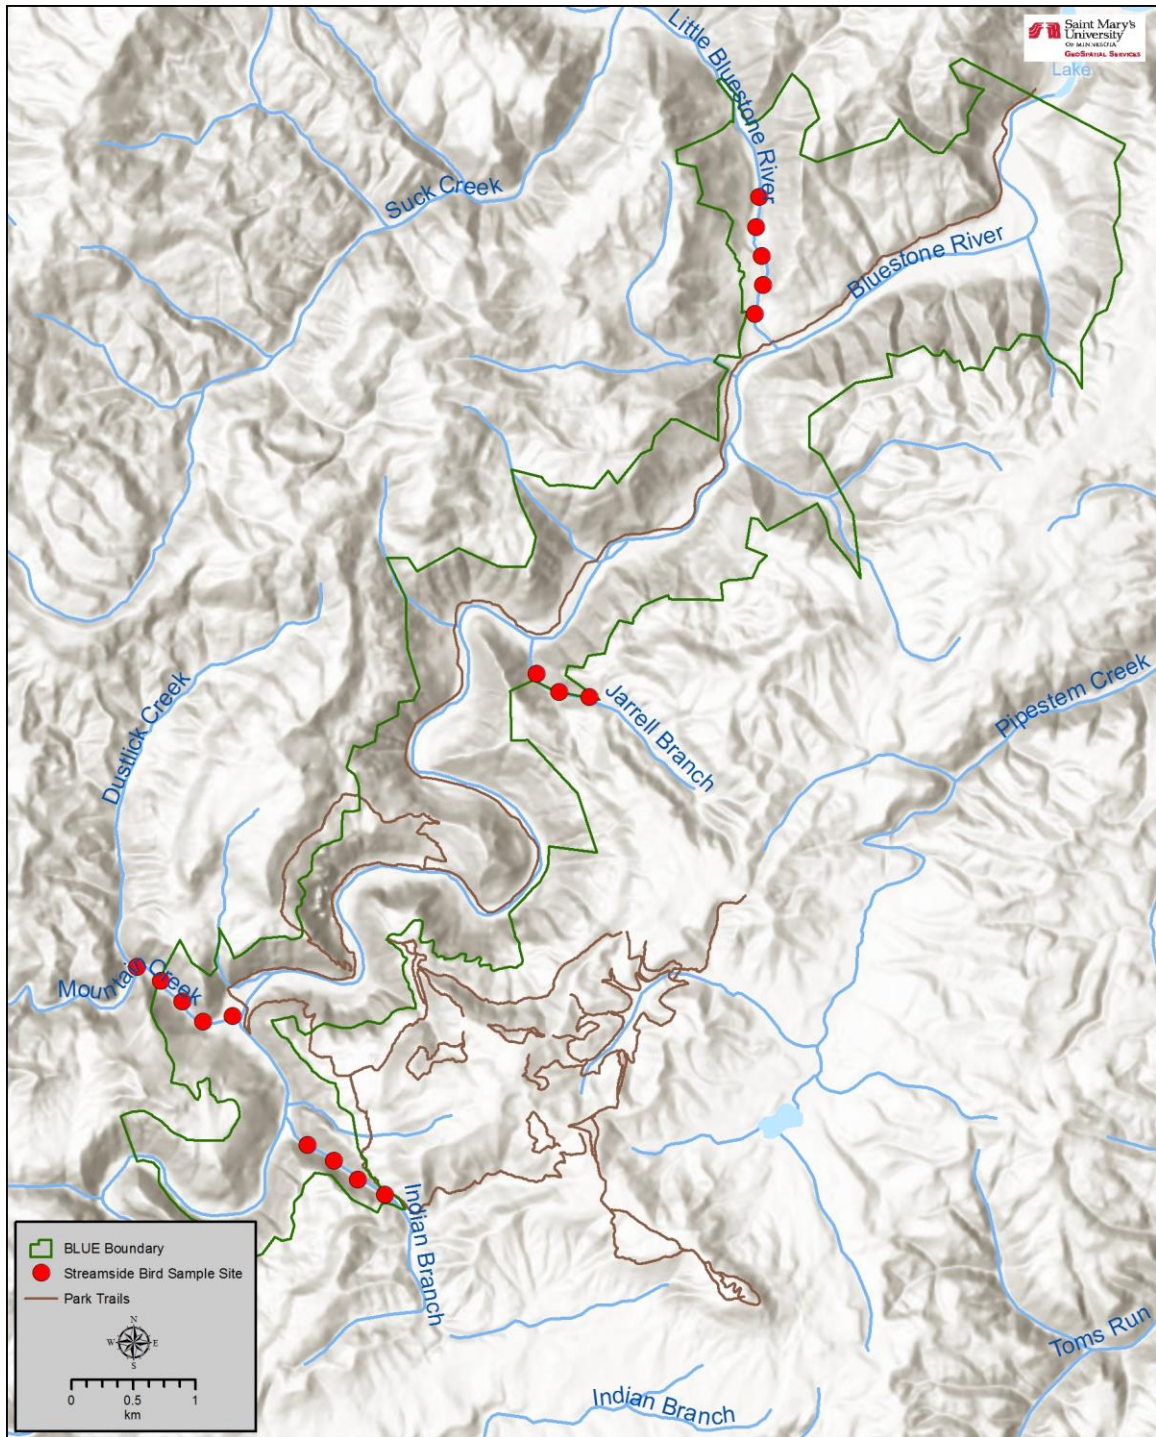 Saint Mary's
University
OF MINNESOTA
GEOSPATIAL SERVICES
Lake
Little Bluestone River
Suck Creek
Bluestone River
Jarrell Branch
Pipestem Creek
Dustlick Creek
Mountain Creek
Indian Branch
Toms Run
Indian Branch
BLUE Boundary
Streamside Bird Sample Site
Park Trails
N
W E
S
0 0.5 1
km